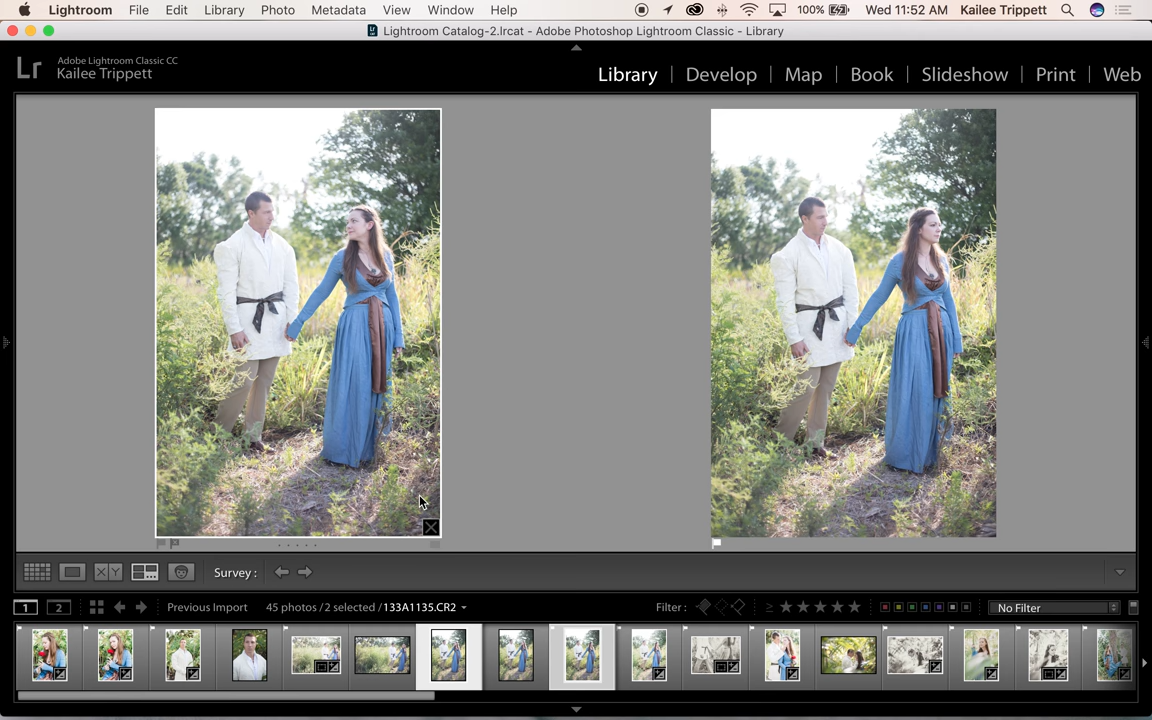 Lightroom File Edit Library Photo Metadata View Window Help 100% Wed 11:52 AM Kailee Trippett
Lightroom Catalog-2.lrcat - Adobe Photoshop Lightroom Classic - Library
Lr Adobe Lightroom Classic CC
Kailee Trippett
Library | Develop | Map | Book | Slideshow | Print | Web
XY Survey :
1 2 Previous Import 45 photos / 2 selected / 133A1135.CR2 Filter : ≥ No Filter